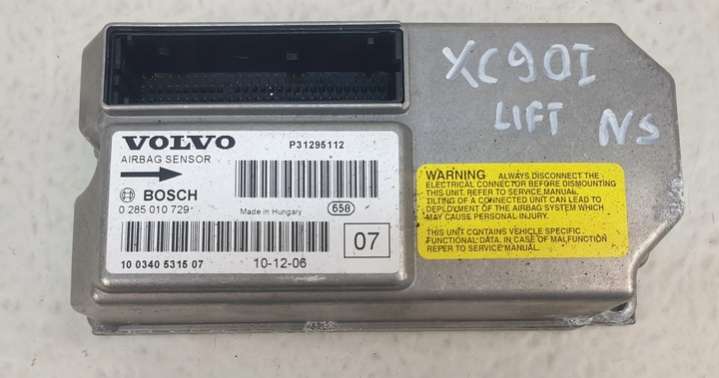 XC90I
LIFT NS
VOLVO
AIRBAG SENSOR
P31295112
BOSCH
0 285 010 729
Made in Hungary
658
07
10 0340 5315 07
10-12-06
WARNING ALWAYS DISCONNECT THE
ELECTRICAL CONNECTOR BEFORE DISMOUNTING
THIS UNIT. REFER TO SERVICE MANUAL.
TILTING OF A CONNECTED UNIT CAN LEAD TO
DEPLOYMENT OF THE AIRBAG SYSTEM WHICH
MAY CAUSE PERSONAL INJURY.
THIS UNIT CONTAINS VEHICLE SPECIFIC
FUNCTIONAL DATA. IN CASE OF MALFUNCTION
REFER TO SERVICE MANUAL.